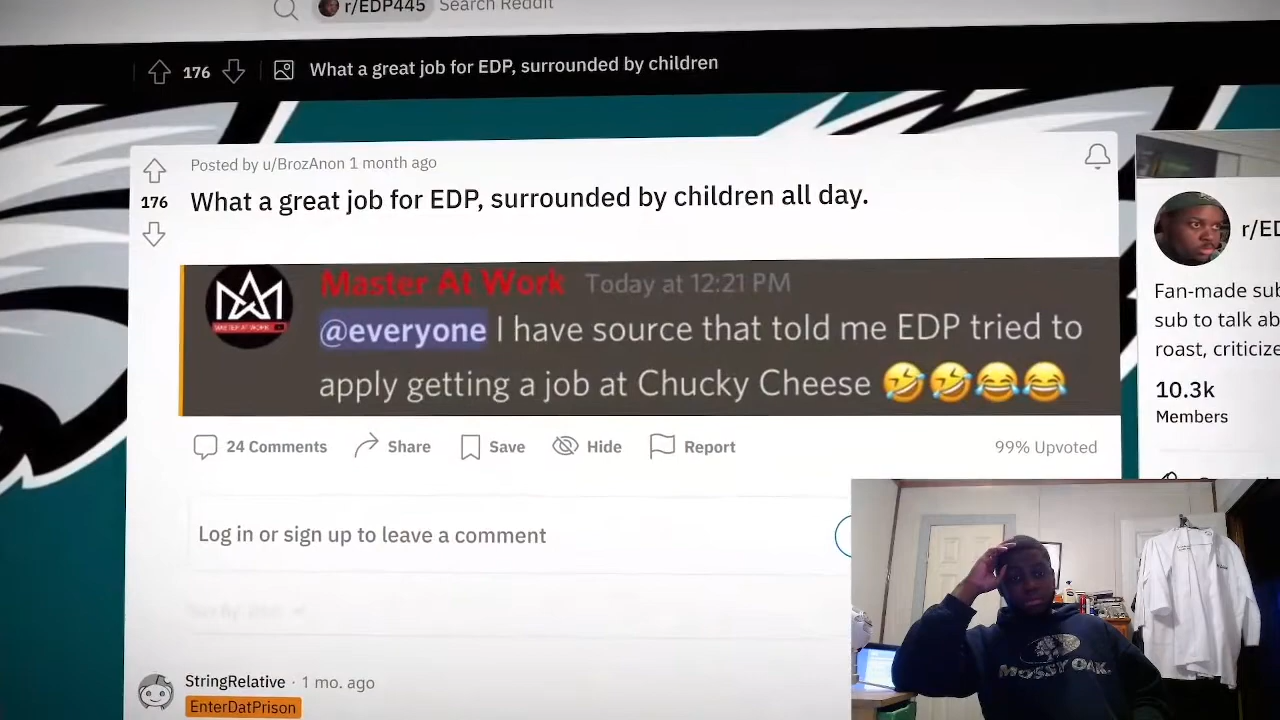 r/EDP445
Search Reddit
176
What a great job for EDP, surrounded by children
Posted by u/BrozAnon 1 month ago
176
What a great job for EDP, surrounded by children all day.
Master At Work Today at 12:21 PM
@everyone I have source that told me EDP tried to
apply getting a job at Chucky Cheese 🤣🤣😂😂
24 Comments
Share
Save
Hide
Report
99% Upvoted
Log in or sign up to leave a comment
StringRelative · 1 mo. ago
EnterDatPrison
r/ED
Fan-made sub
sub to talk ab
roast, criticize
10.3k
Members
MASTER AT WORK
MOSSY OAK